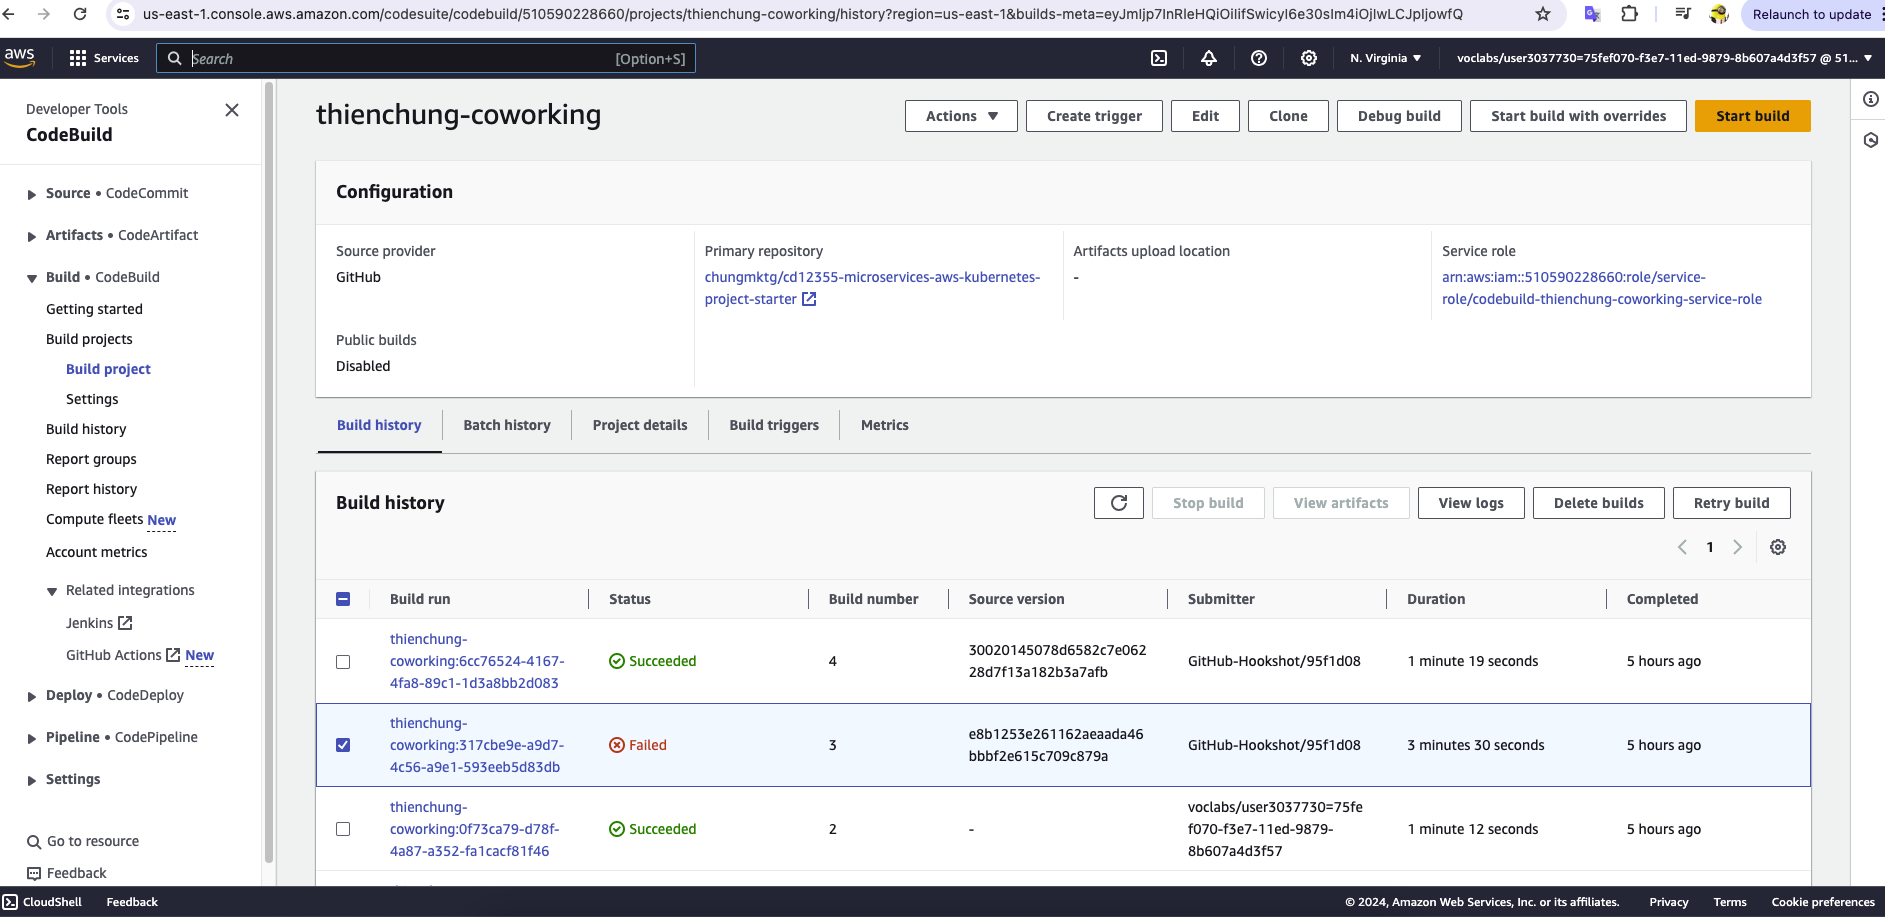 us-east-1.console.aws.amazon.com/codesuite/codebuild/510590228660/projects/thienchung-coworking/history?region=us-east-1&builds-meta=eyJmIjp7InRleHQiOiIifSwicyI6e30sIm4iOjIwLCJpIjowfQ
Relaunch to update
aws
Services
Search
[Option+S]
N. Virginia
voclabs/user3037730=75fef070-f3e7-11ed-9879-8b607a4d3f57 @ 51...
Developer Tools
CodeBuild
Source • CodeCommit
Artifacts • CodeArtifact
Build • CodeBuild
Getting started
Build projects
Build project
Settings
Build history
Report groups
Report history
Compute fleets New
Account metrics
Related integrations
Jenkins
GitHub Actions New
Deploy • CodeDeploy
Pipeline • CodePipeline
Settings
Go to resource
Feedback
thienchung-coworking
Actions
Create trigger
Edit
Clone
Debug build
Start build with overrides
Start build
Configuration
Source provider
GitHub
Primary repository
chungmktg/cd12355-microservices-aws-kubernetes-
project-starter
Artifacts upload location
-
Service role
arn:aws:iam::510590228660:role/service-
role/codebuild-thienchung-coworking-service-role
Public builds
Disabled
Build history
Batch history
Project details
Build triggers
Metrics
Build history
Stop build
View artifacts
View logs
Delete builds
Retry build
1
Build run
Status
Build number
Source version
Submitter
Duration
Completed
thienchung-
coworking:6cc76524-4167-
4fa8-89c1-1d3a8bb2d083
Succeeded
4
30020145078d6582c7e062
28d7f13a182b3a7afb
GitHub-Hookshot/95f1d08
1 minute 19 seconds
5 hours ago
thienchung-
coworking:317cbe9e-a9d7-
4c56-a9e1-593eeb5d83db
Failed
3
e8b1253e261162aeaada46
bbbf2e615c709c879a
GitHub-Hookshot/95f1d08
3 minutes 30 seconds
5 hours ago
thienchung-
coworking:0f73ca79-d78f-
4a87-a352-fa1cacf81f46
Succeeded
2
-
voclabs/user3037730=75fe
f070-f3e7-11ed-9879-
8b607a4d3f57
1 minute 12 seconds
5 hours ago
CloudShell
Feedback
© 2024, Amazon Web Services, Inc. or its affiliates.
Privacy
Terms
Cookie preferences